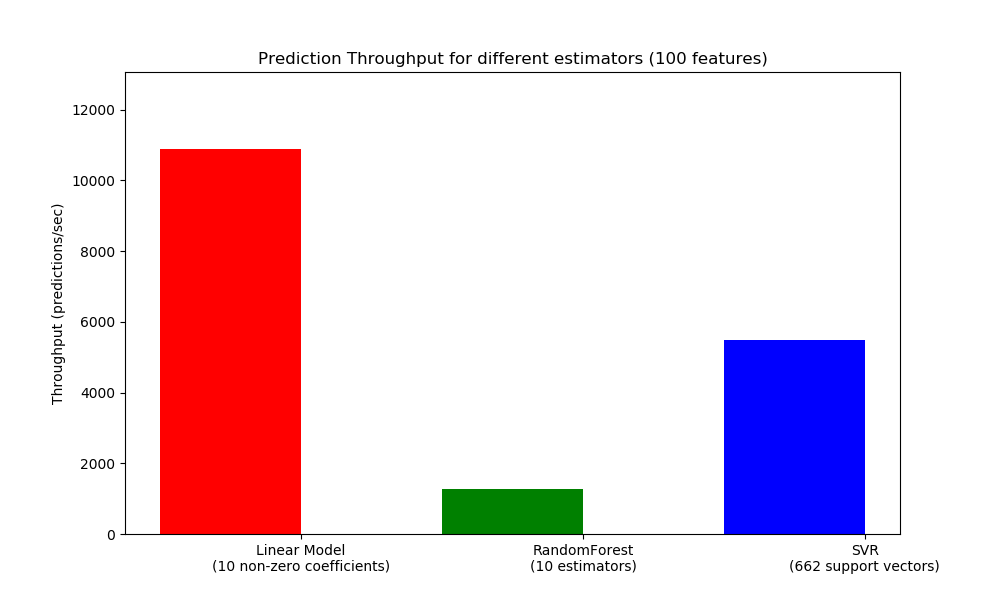 Prediction Throughput for different estimators (100 features)
Throughput (predictions/sec)
12000
10000
8000
6000
4000
2000
0
Linear Model
(10 non-zero coefficients)
RandomForest
(10 estimators)
SVR
(662 support vectors)